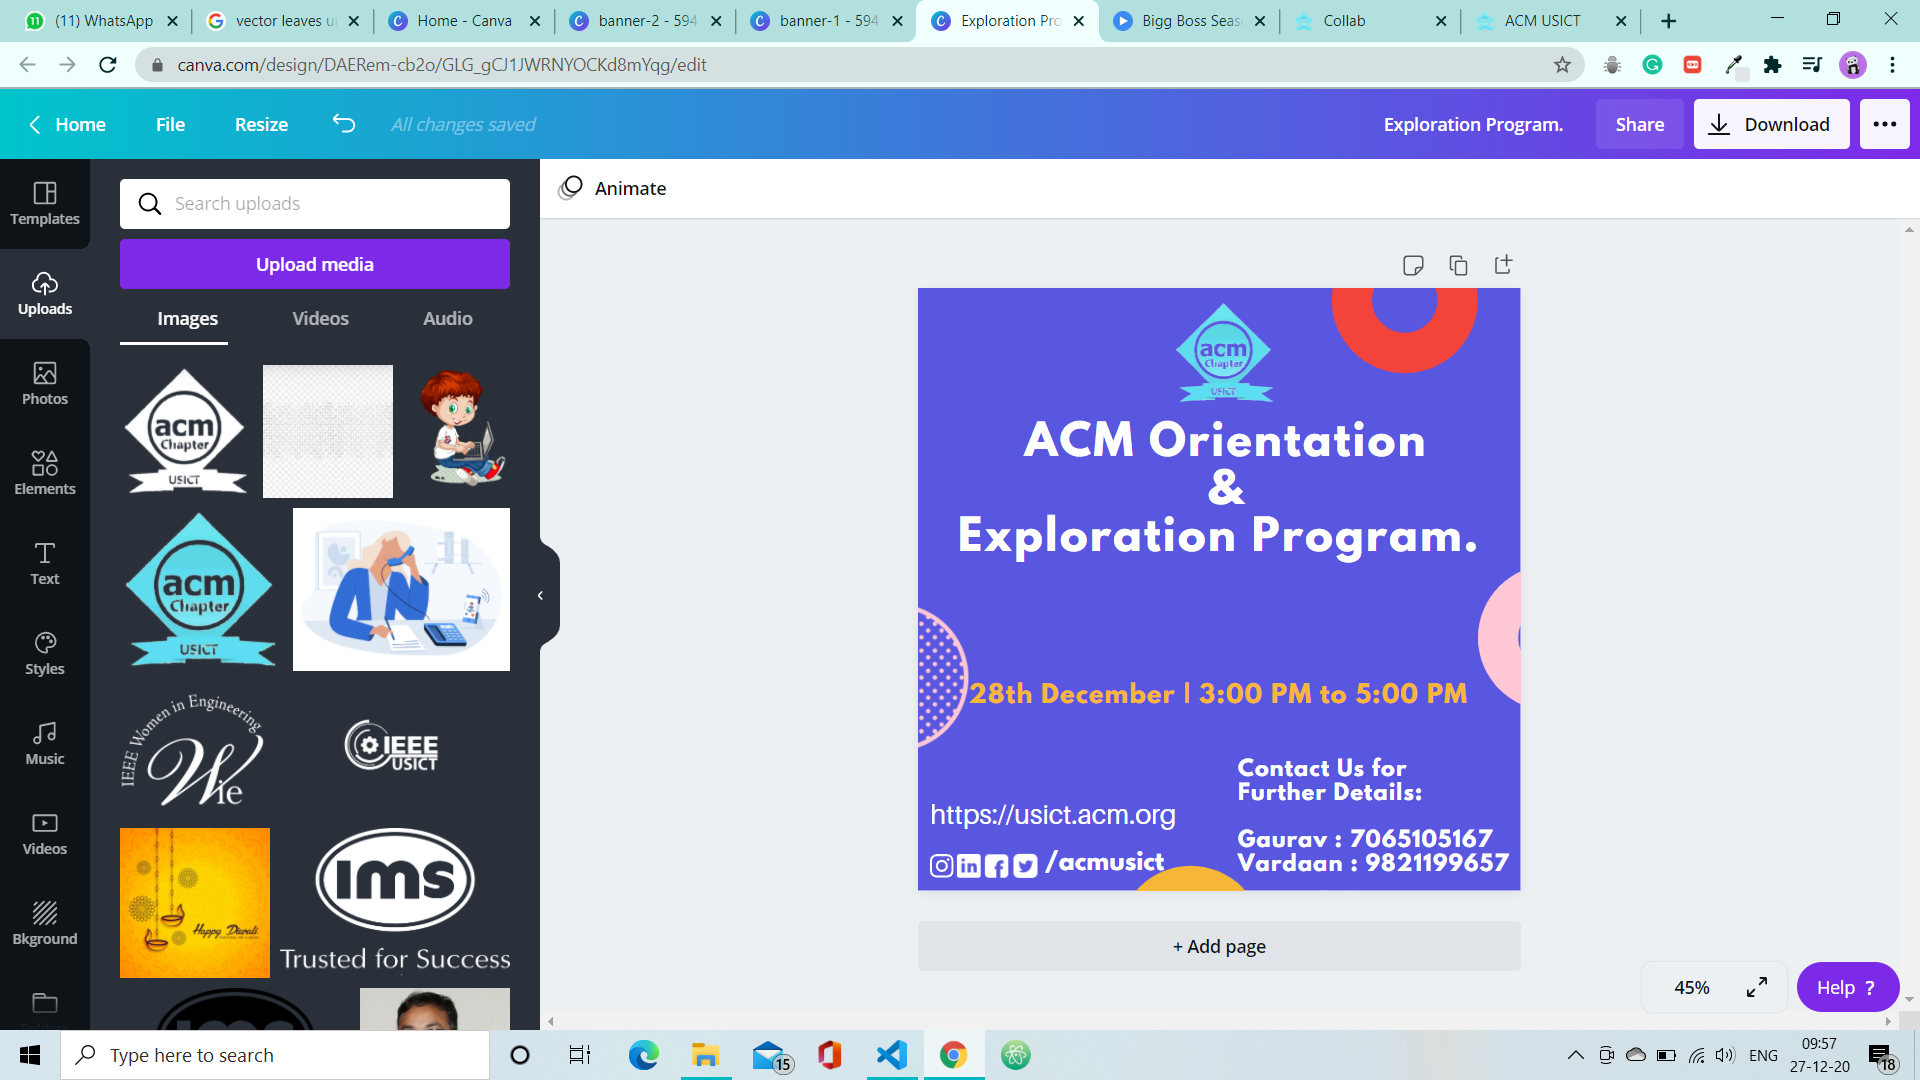 (11) WhatsApp
vector leaves ui
Home - Canva
banner-2 - 594
banner-1 - 594
Exploration Pro
Bigg Boss Seas
Collab
ACM USICT
canva.com/design/DAERem-cb2o/GLG_gCJ1JWRNYOCKd8mYqg/edit
Home
File
Resize
All changes saved
Exploration Program.
Share
Download
Templates
Uploads
Photos
Elements
Text
Styles
Music
Videos
Bkground
Search uploads
Upload media
Images
Videos
Audio
acm
Chapter
USICT
acm
Chapter
USICT
IEEE Women in Engineering
Wie
IEEE
USICT
Happy Diwali
ims
Trusted for Success
ims
Animate
acm
Chapter
USICT
ACM Orientation
&
Exploration Program.
28th December | 3:00 PM to 5:00 PM
Contact Us for
Further Details:
https://usict.acm.org
Gaurav : 7065105167
Vardaan : 9821199657
/acmusict
+ Add page
45%
Help ?
Type here to search
15
ENG
09:57
27-12-20
18